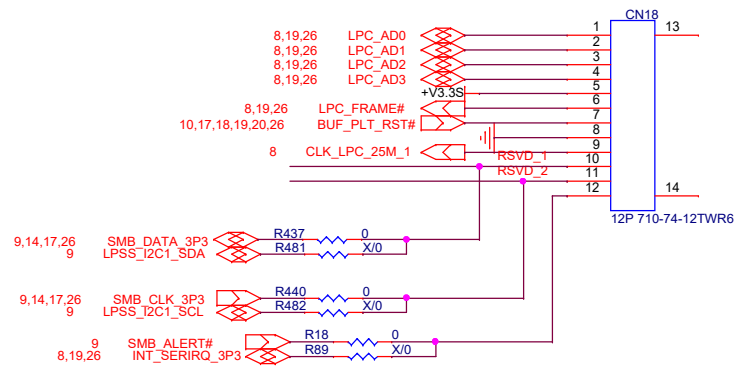 CN18
8,19,26 LPC_AD0 1 13
8,19,26 LPC_AD1 2
8,19,26 LPC_AD2 3
8,19,26 LPC_AD3 4
+V3.3S 5
8,19,26 LPC_FRAME# 6
10,17,18,19,20,26 BUF_PLT_RST# 7
8
8 CLK_LPC_25M_1 9
RSVD_1 10
RSVD_2 11
12 14
12P 710-74-12TWR6
9,14,17,26 SMB_DATA_3P3 R437 0
9 LPSS_I2C1_SDA R481 X/0
9,14,17,26 SMB_CLK_3P3 R440 0
9 LPSS_I2C1_SCL R482 X/0
9 SMB_ALERT# R18 0
8,19,26 INT_SERIRQ_3P3 R89 X/0